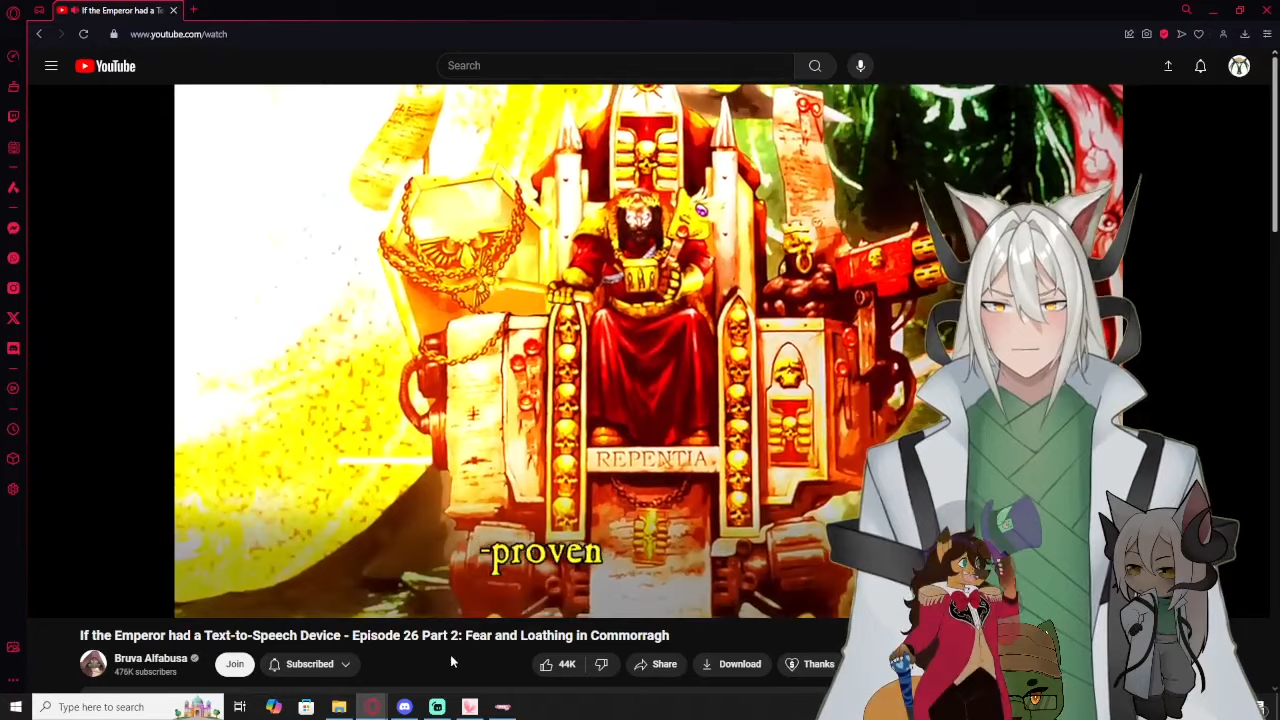 If the Emperor had a Te
www.youtube.com/watch
YouTube
Search
REPENTIA
-proven
If the Emperor had a Text-to-Speech Device - Episode 26 Part 2: Fear and Loathing in Commorragh
Bruva Alfabusa
476K subscribers
Join
Subscribed
44K
Share
Download
Thanks
Type here to search